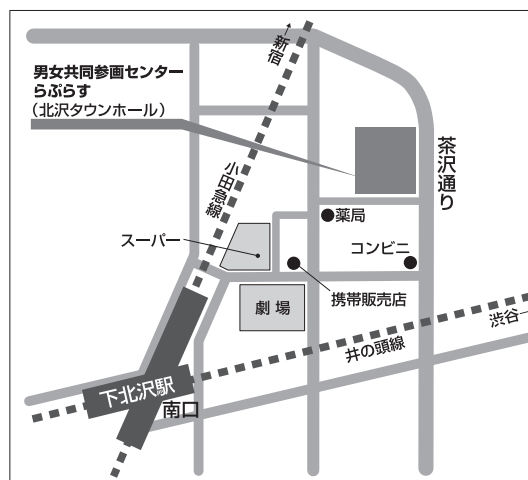 →新宿
男女共同参画センター
らぷらす
(北沢タウンホール)
茶沢通り
小田急線
薬局
スーパー
コンビニ
携帯販売店
劇場
渋谷→
井の頭線
下北沢駅
南口